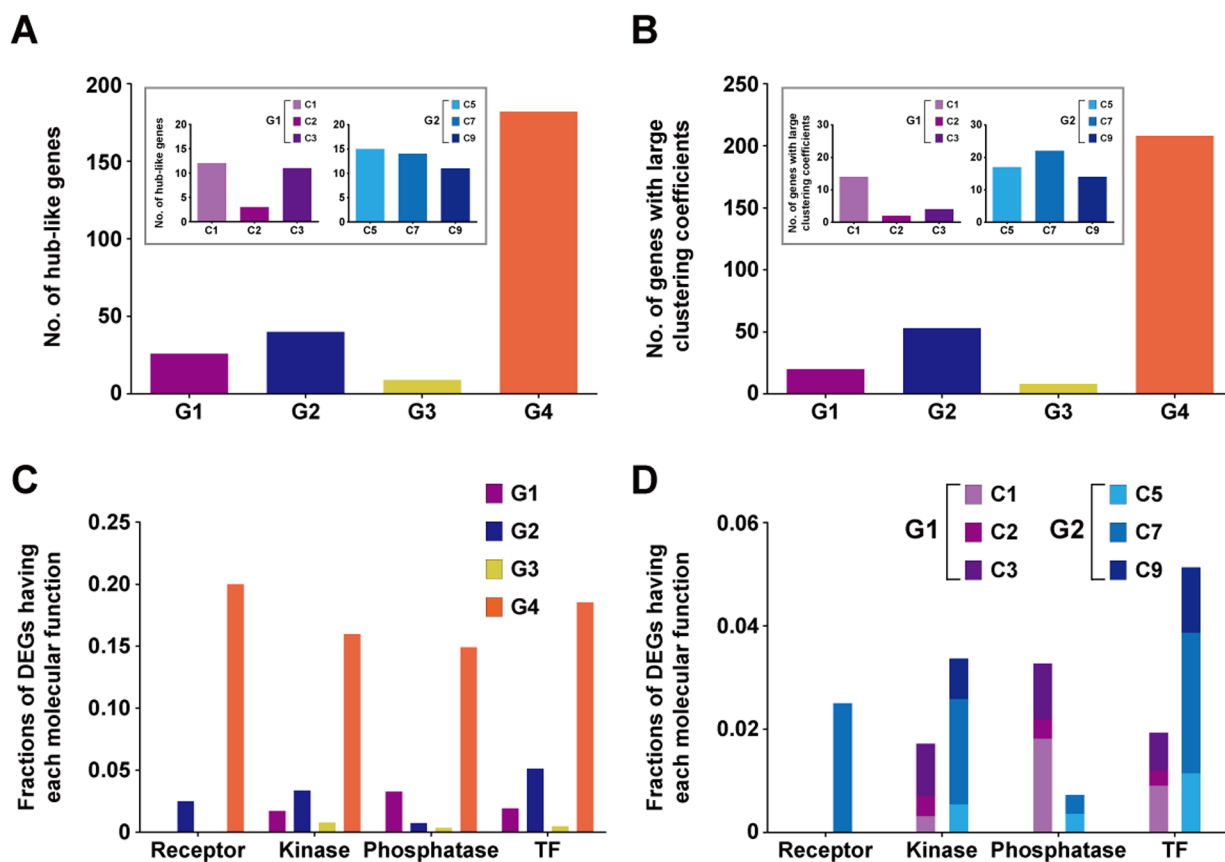 A
No. of hub-like genes
200
150
100
50
0
G1
G2
G3
G4
No. of hub-like genes
20
15
10
5
0
C1
C2
C3
G1
C1
C2
C3
20
15
10
5
0
C5
C7
C9
G2
C5
C7
C9
B
No. of genes with large
clustering coefficients
250
200
150
100
50
0
G1
G2
G3
G4
No. of genes with large
clustering coefficients
30
20
10
0
C1
C2
C3
G1
C1
C2
C3
30
20
10
0
C5
C7
C9
G2
C5
C7
C9
C
Fractions of DEGs having
each molecular function
0.25
0.20
0.15
0.10
0.05
0
Receptor
Kinase
Phosphatase
TF
G1
G2
G3
G4
D
Fractions of DEGs having
each molecular function
0.06
0.04
0.02
0
Receptor
Kinase
Phosphatase
TF
G1
C1
C2
C3
G2
C5
C7
C9